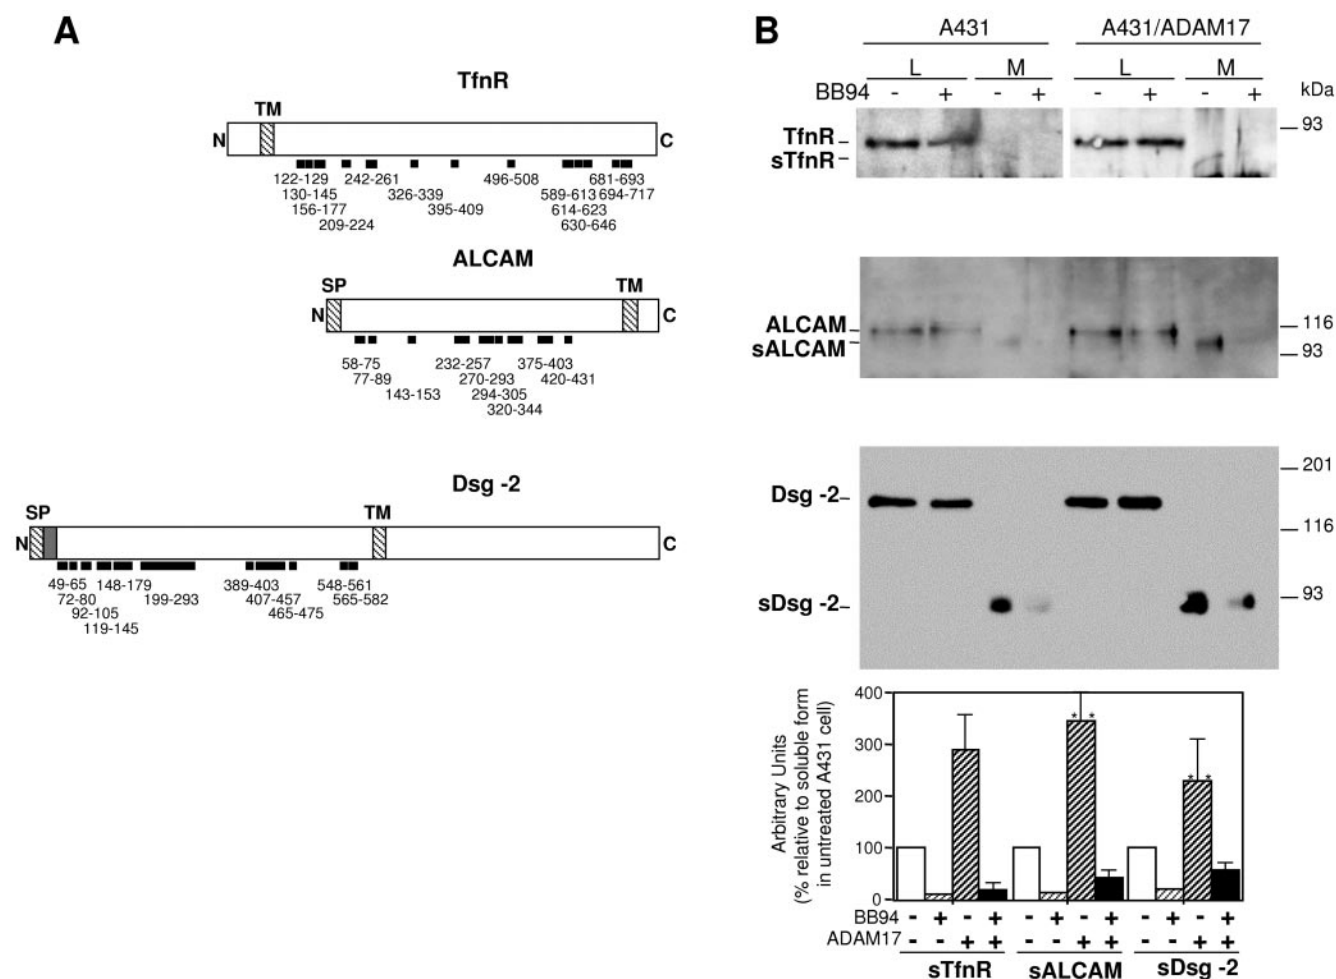 A
TfnR
TM
N C
122-129 242-261 496-508 681-693
130-145 326-339 589-613 694-717
156-177 395-409 614-623
209-224 630-646
ALCAM
SP TM
N C
58-75 232-257 375-403
77-89 270-293 420-431
143-153 294-305
320-344
Dsg -2
SP TM
N C
49-65 148-179 389-403 548-561
72-80 199-293 407-457 565-582
92-105 465-475
119-145
B
A431 A431/ADAM17
L M L M
BB94 - + - + - + - + kDa
TfnR
sTfnR
93
ALCAM
sALCAM
116
93
Dsg -2
sDsg -2
201
116
93
Arbitrary Units
(% relative to soluble form
in untreated A431 cell)
400
300
200
100
0
* *
* *
BB94 - + - + - + - + - + - +
ADAM17 - - + + - - + + - - + +
sTfnR sALCAM sDsg -2